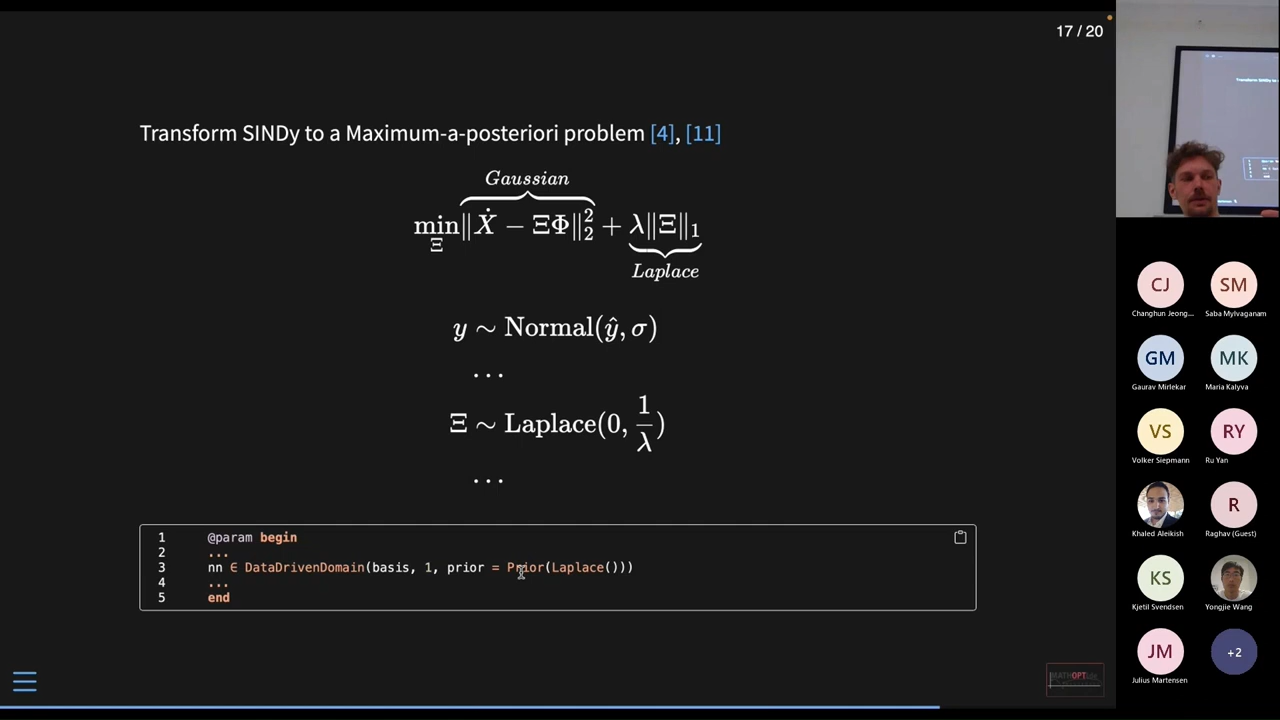 17 / 20
Transform SINDy to a Maximum-a-posteriori problem [4], [11]
Gaussian
min_Ξ ‖Ẋ − ΞΦ‖₂² + λ‖Ξ‖₁
Laplace
y ∼ Normal(ŷ, σ)
...
Ξ ∼ Laplace(0, 1/λ)
...
1 @param begin
2 ...
3 nn ∈ DataDrivenDomain(basis, 1, prior = Prior(Laplace()))
4 ...
5 end
CJ SM
Changhun Jeong... Saba Mylvaganam
GM MK
Gaurav Mirlekar Maria Kalyva
VS RY
Volker Siepmann Ru Yan
R
Khaled Aleikish Raghav (Guest)
KS
Kjetil Svendsen Yongjie Wang
JM +2
Julius Martensen